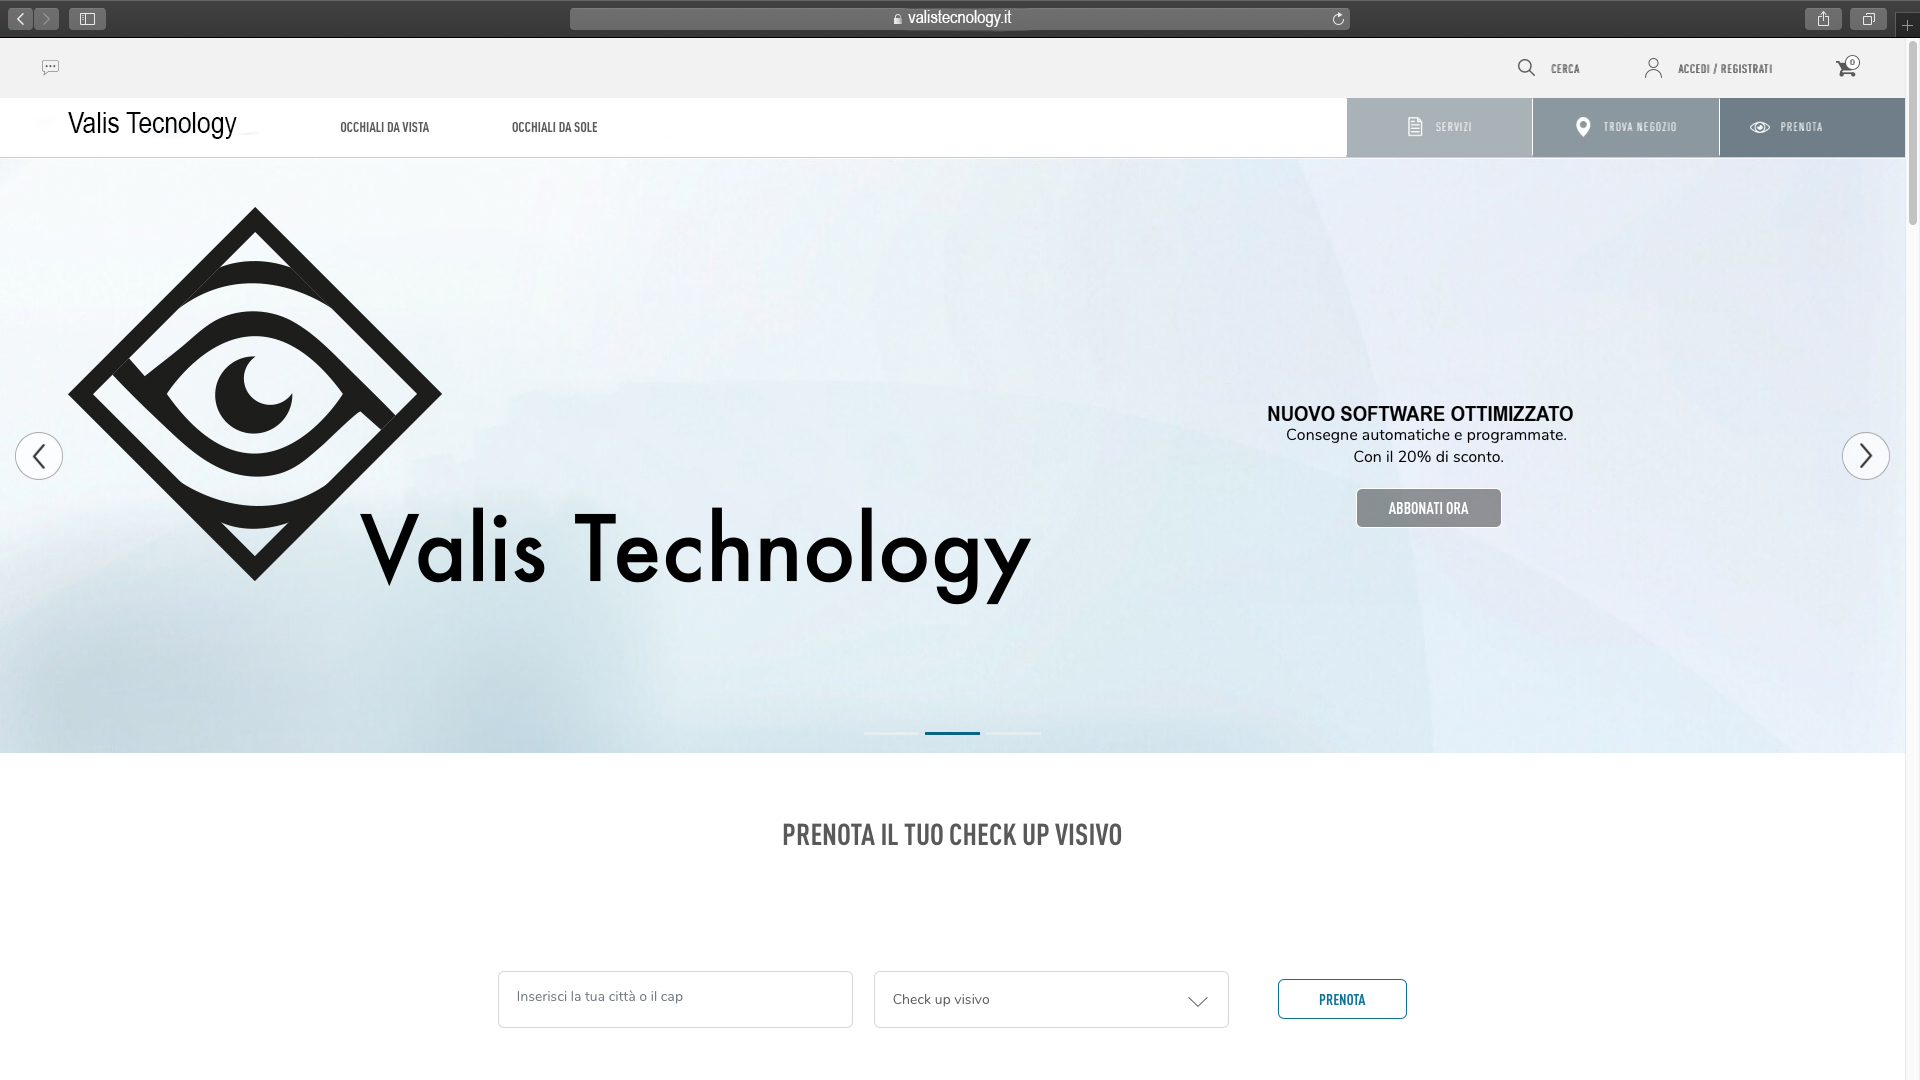 valistecnology.it
CERCA
ACCEDI / REGISTRATI
0
Valis Tecnology
OCCHIALI DA VISTA
OCCHIALI DA SOLE
SERVIZI
TROVA NEGOZIO
PRENOTA
Valis Technology
NUOVO SOFTWARE OTTIMIZZATO
Consegne automatiche e programmate.
Con il 20% di sconto.
ABBONATI ORA
PRENOTA IL TUO CHECK UP VISIVO
Inserisci la tua città o il cap
Check up visivo
PRENOTA